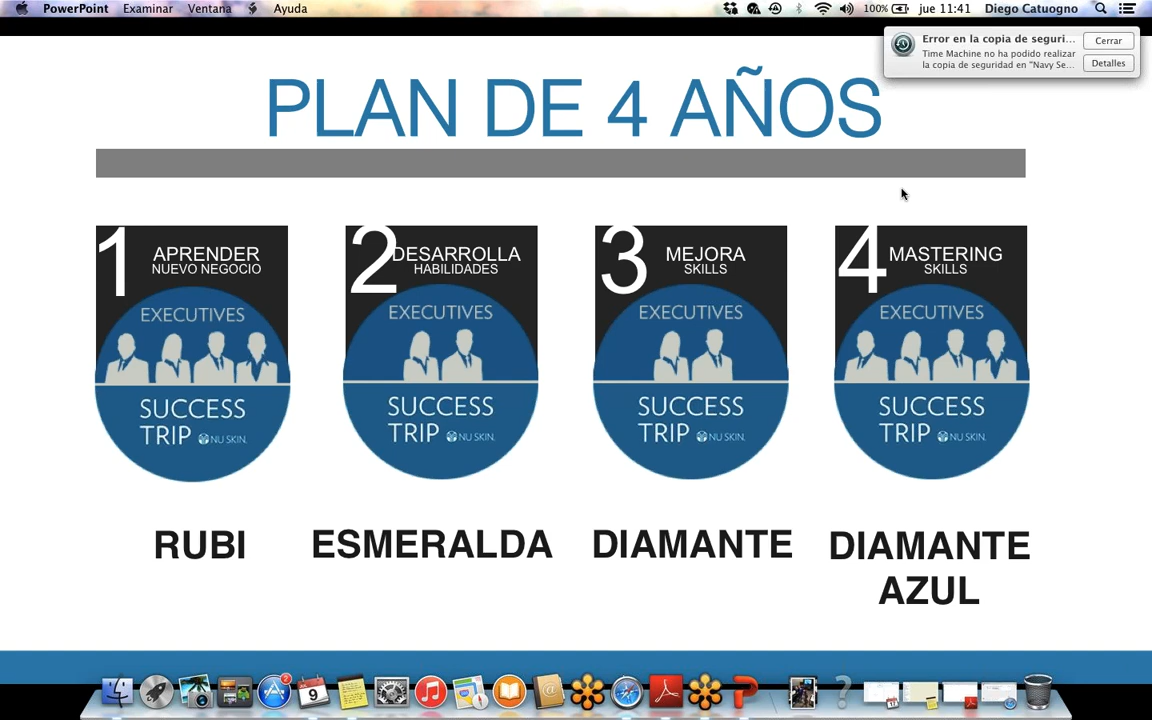 PowerPoint Examinar Ventana Ayuda 100% jue 11:41 Diego Catuogno
Error en la copia de seguri...
Cerrar
Time Machine no ha podido realizar
la copia de seguridad en "Navy Se...
Detalles
PLAN DE 4 AÑOS
1 APRENDER
NUEVO NEGOCIO
EXECUTIVES
SUCCESS
TRIP NU SKIN.
RUBI
2 DESARROLLA
HABILIDADES
EXECUTIVES
SUCCESS
TRIP NU SKIN.
ESMERALDA
3 MEJORA
SKILLS
EXECUTIVES
SUCCESS
TRIP NU SKIN.
DIAMANTE
4 MASTERING
SKILLS
EXECUTIVES
SUCCESS
TRIP NU SKIN.
DIAMANTE
AZUL
9